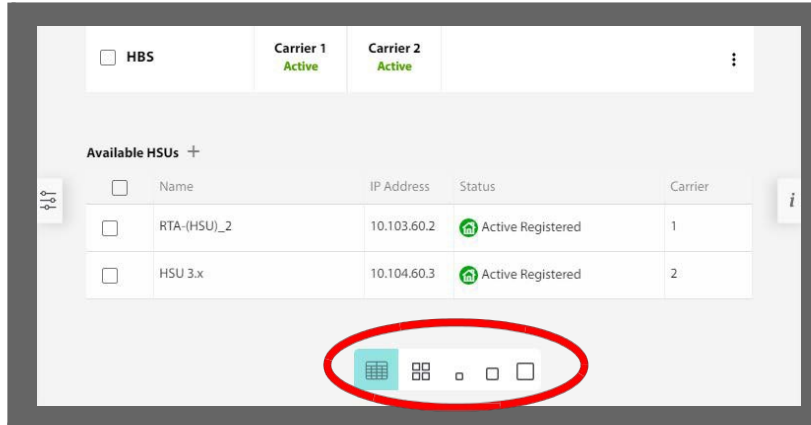 HBS Carrier 1 Carrier 2
Active Active
Available HSUs +
Name IP Address Status Carrier
RTA-(HSU)_2 10.103.60.2 Active Registered 1
HSU 3.x 10.104.60.3 Active Registered 2
i